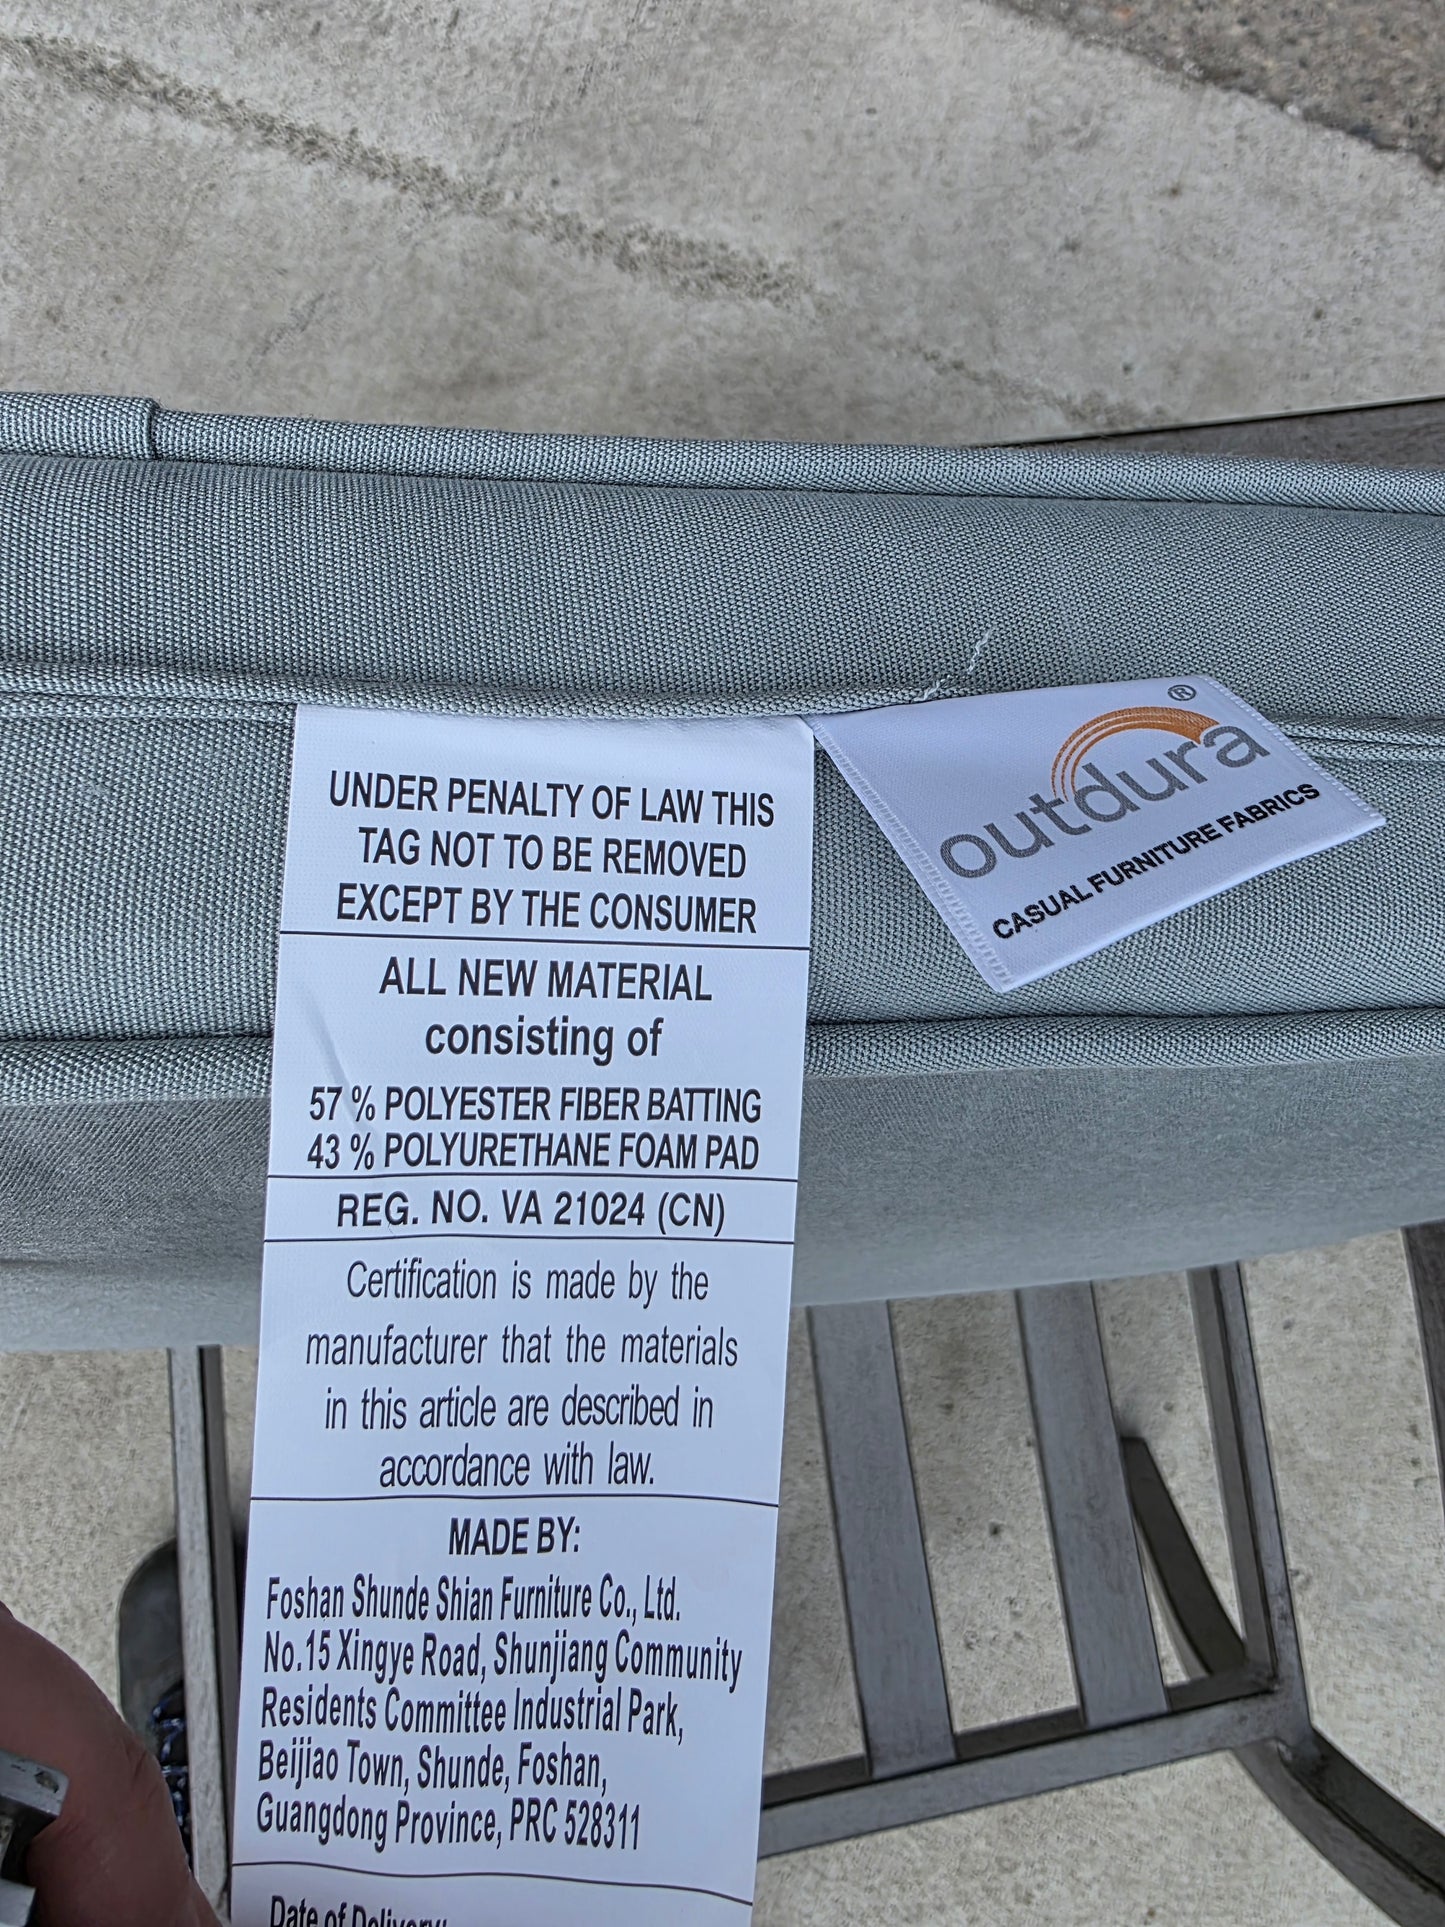 UNDER PENALTY OF LAW THIS
TAG NOT TO BE REMOVED
EXCEPT BY THE CONSUMER
ALL NEW MATERIAL
consisting of
57 % POLYESTER FIBER BATTING
43 % POLYURETHANE FOAM PAD
REG. NO. VA 21024 (CN)
Certification is made by the
manufacturer that the materials
in this article are described in
accordance with law.
MADE BY:
Foshan Shunde Shian Furniture Co., Ltd.
No.15 Xingye Road, Shunjiang Community
Residents Committee Industrial Park,
Beijiao Town, Shunde, Foshan,
Guangdong Province, PRC 528311
Date of Delivery:
outdura®
CASUAL FURNITURE FABRICS